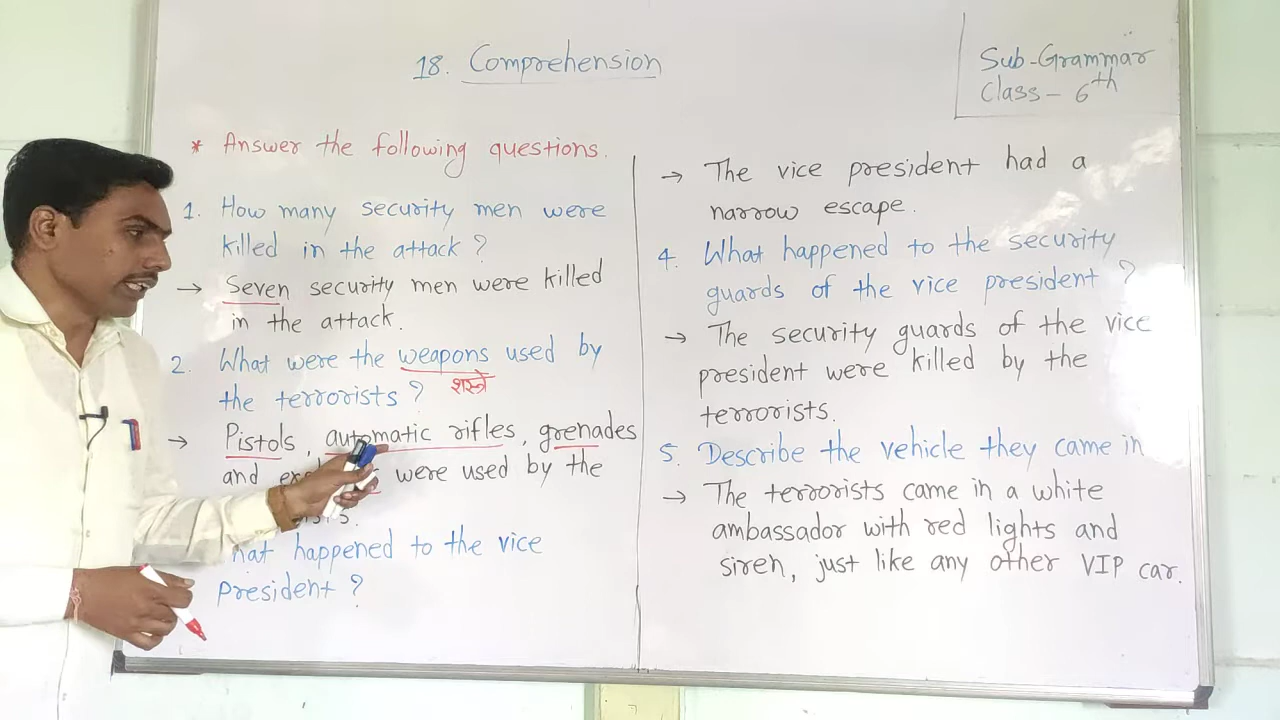 18. Comprehension
Sub-Grammar
Class - 6th
* Answer the following questions.
1. How many security men were
killed in the attack ?
→ Seven security men were killed
in the attack.
2. What were the weapons used by
the terrorists ? शस्त्रे
→ Pistols, automatic rifles, grenades
and were used by the
hat happened to the vice
president ?
→ The vice president had a
narrow escape.
4. What happened to the security
guards of the vice president ?
→ The security guards of the vice
president were killed by the
terrorists.
5. Describe the vehicle they came in
→ The terrorists came in a white
ambassador with red lights and
siren, just like any other VIP car.